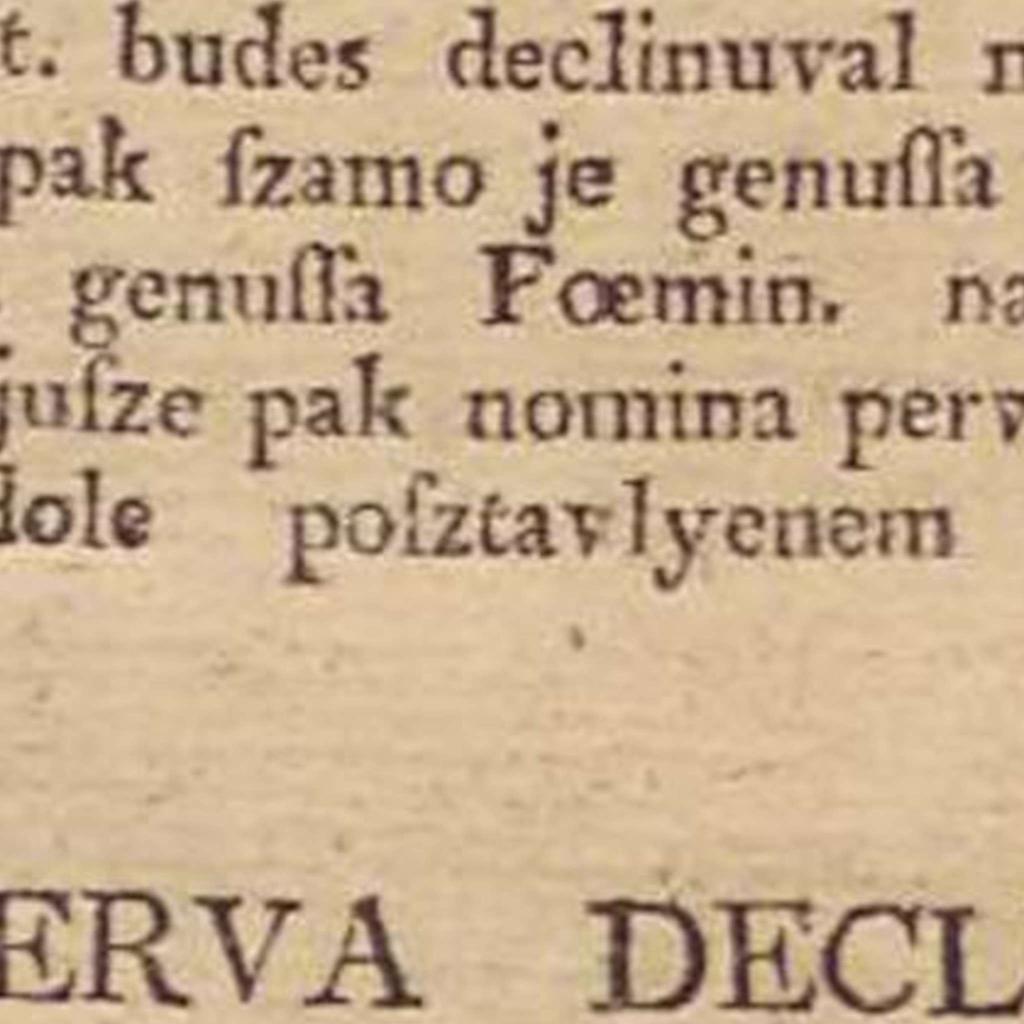 t. budes declinuval n
pak ſzamo je genuſſa
genuſſa Fœmin. na
juſze pak nomina perv
dole poſztavlyenem
ERVA DECL